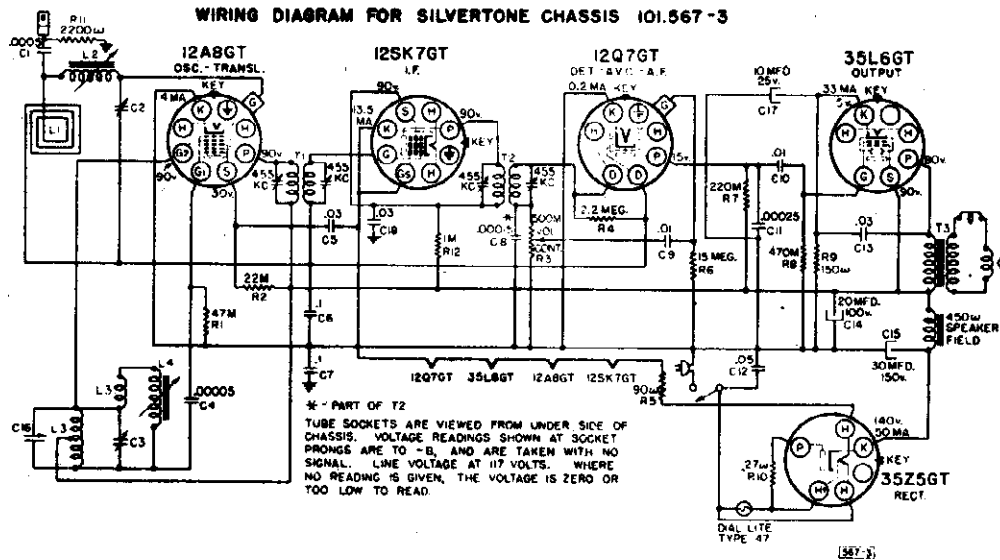 WIRING DIAGRAM FOR SILVERTONE CHASSIS 101.567-3
R11
2200ω
.0005
C1
L2
L1
C2
12A8GT
OSC.-TRANSL.
KEY
4 MA
K
G
H
H
P
G1
S
90v.
90v.
30v.
T1
455
KC
455
KC
12SK7GT
I.F.
90v.
13.5
MA
S
H
K
P
90v.
KEY
G
G5
H
T2
455
KC
455
KC
12Q7GT
DET-AVC-A.F.
0.2 MA
KEY
K
G
H
H
P
D
D
15v.
35L6GT
OUTPUT
10 MFD
25v.
C17
33 MA
5v.
KEY
K
H
H
P
G
S
90v.
90v.
.03
C5
.03
C18
1M
R12
.00015
C8
500M
VOL
CONT.
R3
2.2 MEG.
R4
.01
C9
15 MEG.
R6
220M
R7
.01
C10
.00025
C11
470M
R8
R9
150ω
.03
C13
T3
22M
R2
47M
R1
.1
C6
.1
C7
20MFD.
100v.
C14
C15
30 MFD.
150v.
450ω
SPEAKER
FIELD
12Q7GT
35L6GT
12A8GT
12SK7GT
.05
C12
90ω
R5
L3
L4
C16
L3
C3
.00005
C4
* - PART OF T2
TUBE SOCKETS ARE VIEWED FROM UNDER SIDE OF
CHASSIS. VOLTAGE READINGS SHOWN AT SOCKET
PRONGS ARE TO -B, AND ARE TAKEN WITH NO
SIGNAL. LINE VOLTAGE AT 117 VOLTS. WHERE
NO READING IS GIVEN, THE VOLTAGE IS ZERO OR
TOO LOW TO READ.
H
P
K
H
140v.
50 MA
KEY
27ω
R10
35Z5GT
RECT.
DIAL LITE
TYPE 47
567-3